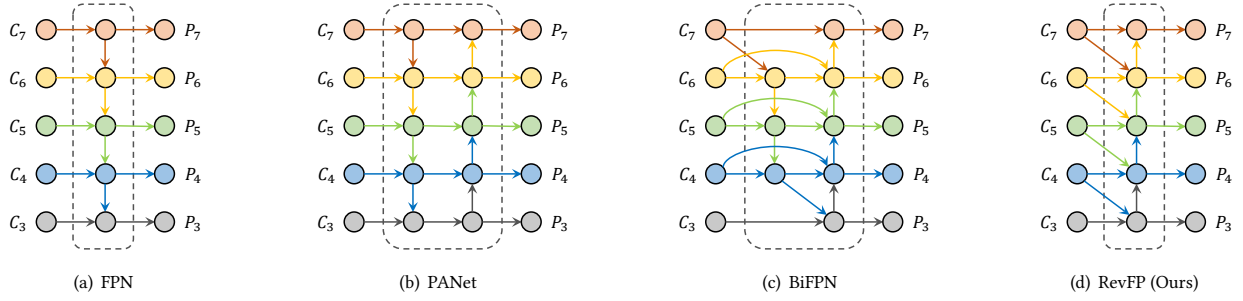 C₇ P₇ C₇ P₇ C₇ P₇ C₇ P₇
C₆ P₆ C₆ P₆ C₆ P₆ C₆ P₆
C₅ P₅ C₅ P₅ C₅ P₅ C₅ P₅
C₄ P₄ C₄ P₄ C₄ P₄ C₄ P₄
C₃ P₃ C₃ P₃ C₃ P₃ C₃ P₃
(a) FPN (b) PANet (c) BiFPN (d) RevFP (Ours)